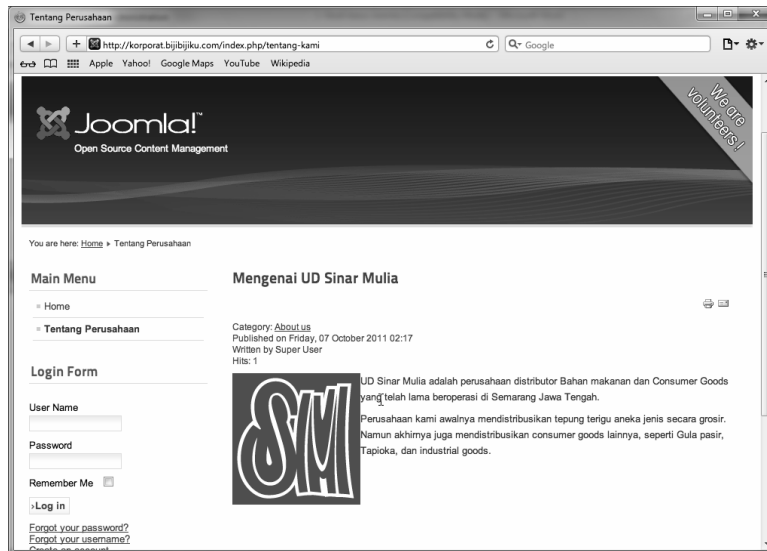 Tentang Perusahaan
http://korporat.bijibijiku.com/index.php/tentang-kami
Google
Apple Yahoo! Google Maps YouTube Wikipedia
We are volunteers!
Joomla!™
Open Source Content Management
You are here: Home Tentang Perusahaan
Main Menu
Home
Tentang Perusahaan
Login Form
User Name
Password
Remember Me
Log in
Forgot your password?
Forgot your username?
Create an account
Mengenai UD Sinar Mulia
Category: About us
Published on Friday, 07 October 2011 02:17
Written by Super User
Hits: 1
SM
UD Sinar Mulia adalah perusahaan distributor Bahan makanan dan Consumer Goods
yang telah lama beroperasi di Semarang Jawa Tengah.
Perusahaan kami awalnya mendistribusikan tepung terigu aneka jenis secara grosir.
Namun akhirnya juga mendistribusikan consumer goods lainnya, seperti Gula pasir,
Tapioka, dan industrial goods.